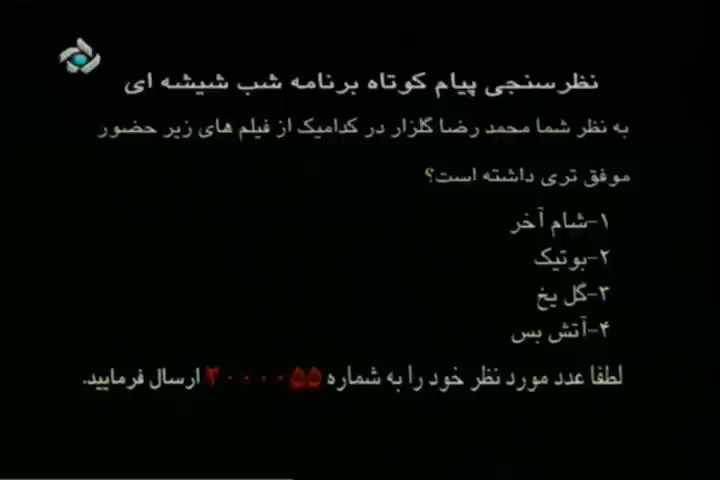 نظرسنجی پیام کوتاه برنامه شب شیشه ای
به نظر شما محمد رضا گلزار در کدامیک از فیلم های زیر حضور
موفق تری داشته است؟
۱-شام آخر
۲-بوتیک
۳-گل یخ
۴-آتش بس
لطفا عدد مورد نظر خود را به شماره ۲۰۰۰۰۵۵ ارسال فرمایید.